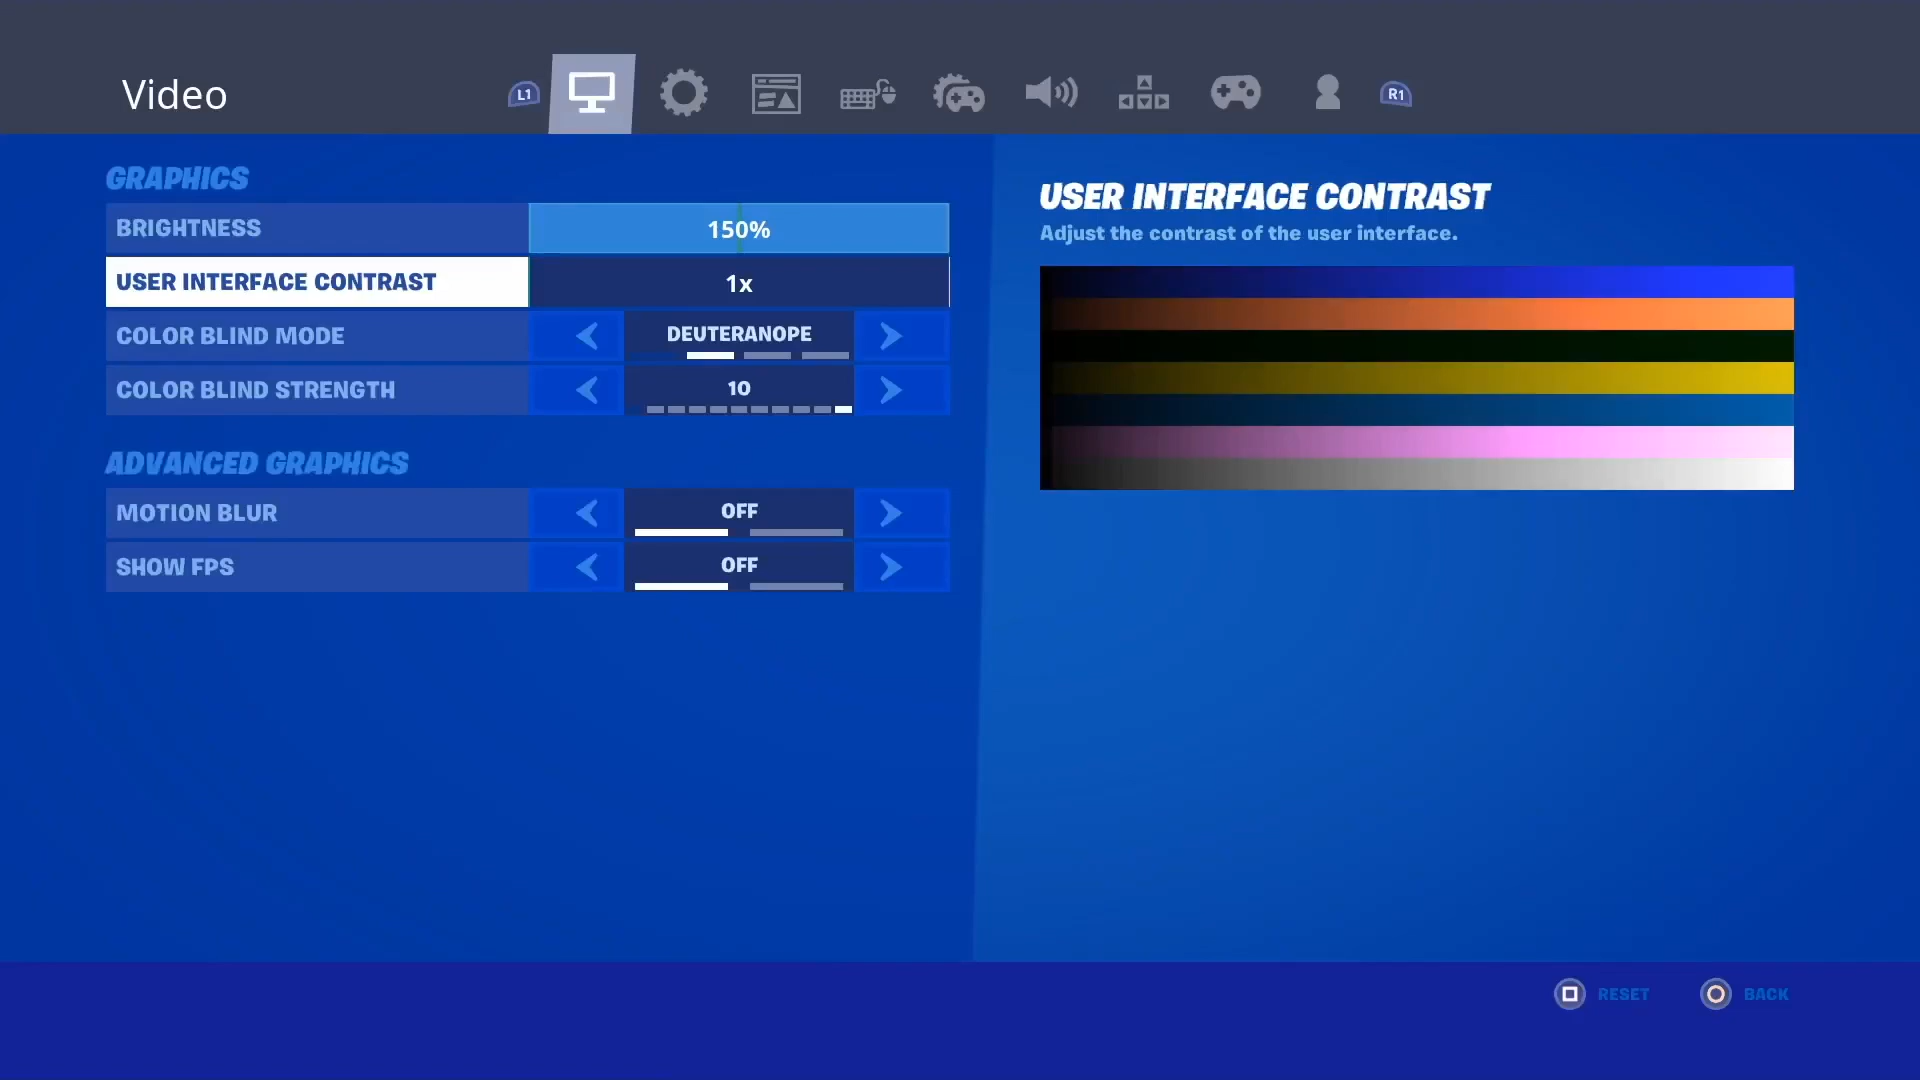 Video
L1
R1
GRAPHICS
BRIGHTNESS
150%
USER INTERFACE CONTRAST
1x
COLOR BLIND MODE
DEUTERANOPE
COLOR BLIND STRENGTH
10
ADVANCED GRAPHICS
MOTION BLUR
OFF
SHOW FPS
OFF
USER INTERFACE CONTRAST
Adjust the contrast of the user interface.
RESET
BACK